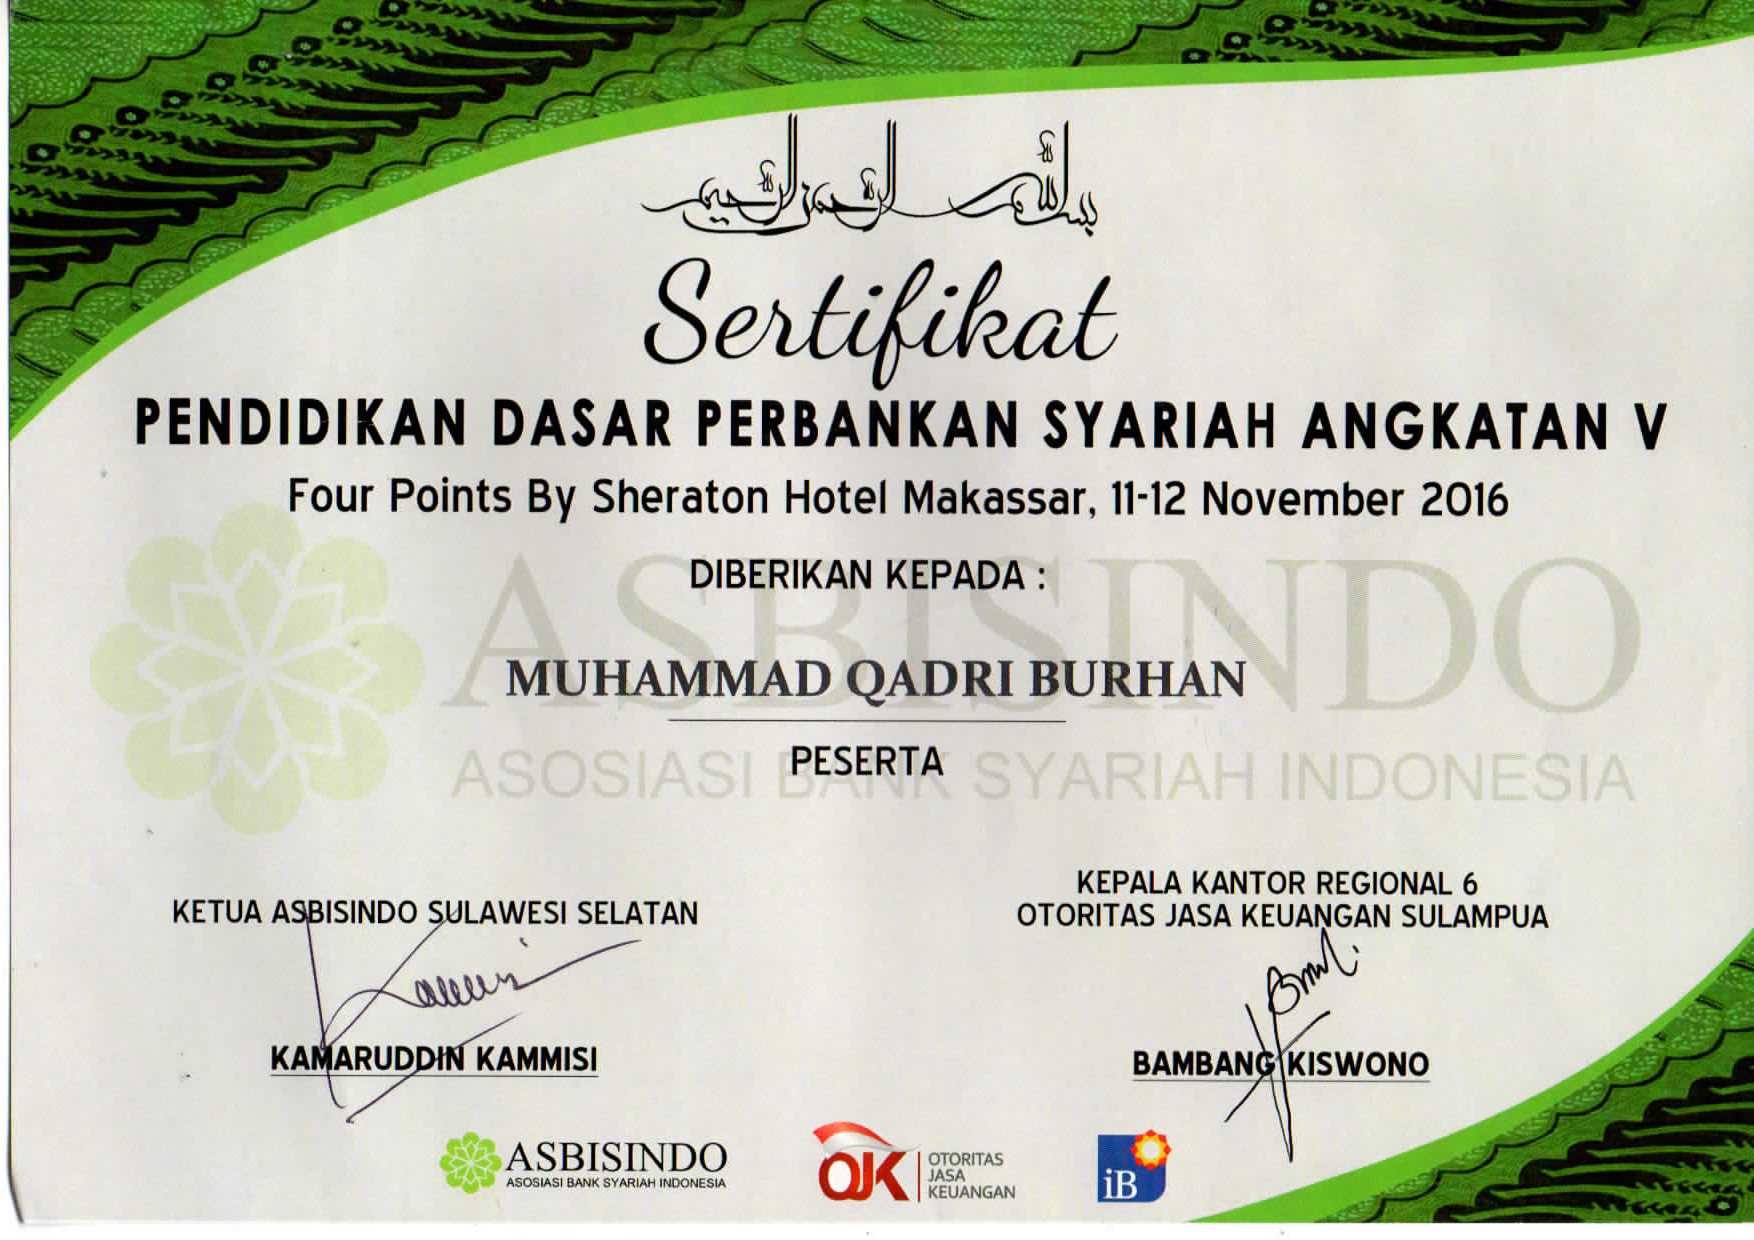 بسم الله الرحمن الرحيم
Sertifikat
PENDIDIKAN DASAR PERBANKAN SYARIAH ANGKATAN V
Four Points By Sheraton Hotel Makassar, 11-12 November 2016
DIBERIKAN KEPADA :
ASBISINDO
MUHAMMAD QADRI BURHAN
PESERTA
ASOSIASI BANK SYARIAH INDONESIA
KETUA ASBISINDO SULAWESI SELATAN
KAMARUDDIN KAMMISI
KEPALA KANTOR REGIONAL 6
OTORITAS JASA KEUANGAN SULAMPUA
BAMBANG KISWONO
ASBISINDO
ASOSIASI BANK SYARIAH INDONESIA
OJK
OTORITAS
JASA
KEUANGAN
iB